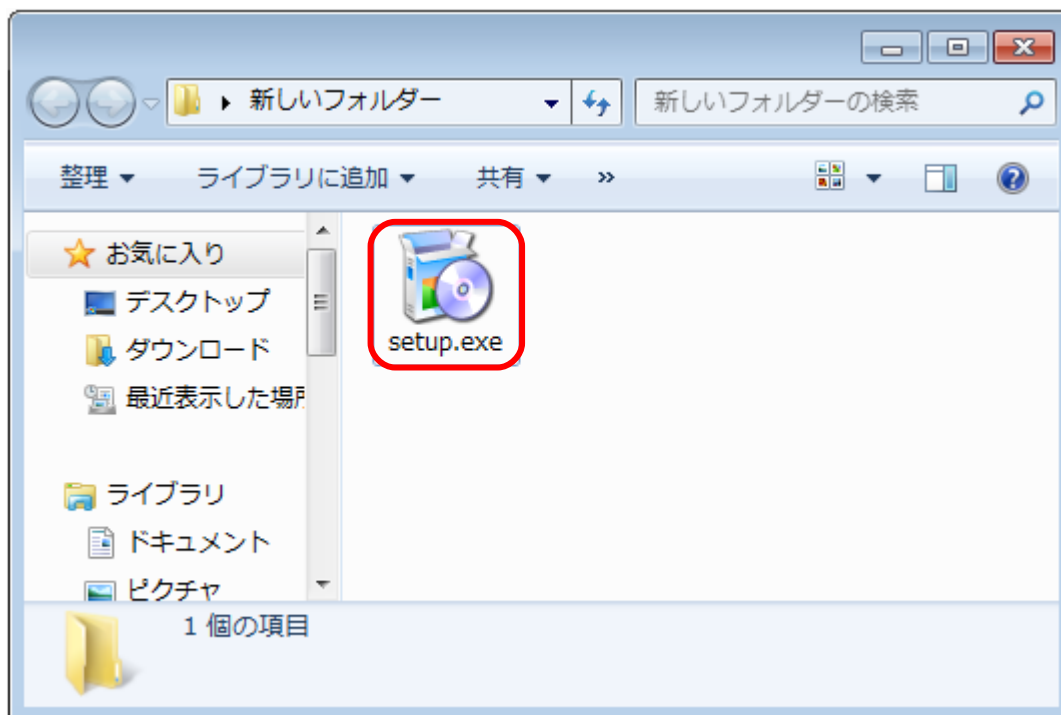 新しいフォルダー
新しいフォルダーの検索
整理
ライブラリに追加
共有
»
お気に入り
デスクトップ
ダウンロード
最近表示した場所
ライブラリ
ドキュメント
ピクチャ
setup.exe
1 個の項目